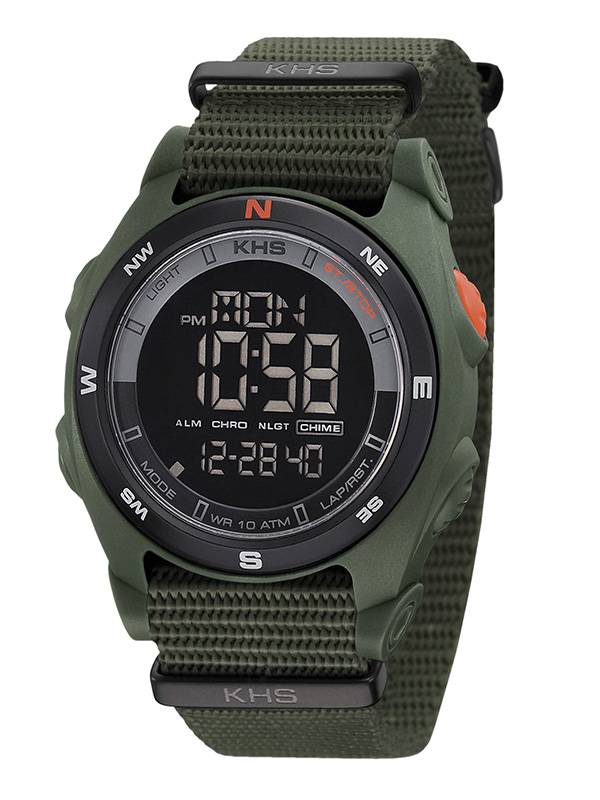 KHS
N
NW
NE
KHS
LIGHT
ST/STOP
PM MON
10:58
W
E
ALM CHRO NLGT CHIME
12-28 40
MODE
LAP/RST.
SW
SE
WR 10 ATM
S
KHS